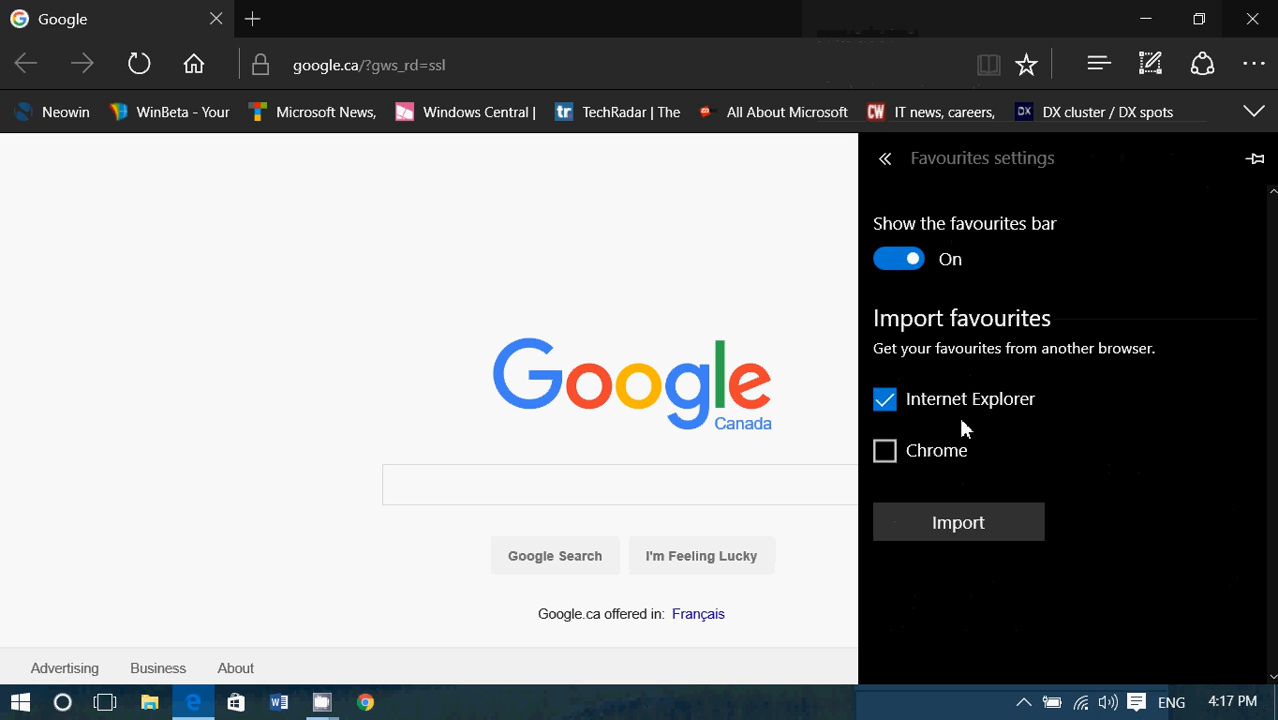 Google
google.ca/?gws_rd=ssl
Neowin WinBeta - Your Microsoft News, Windows Central | TechRadar | The All About Microsoft CW IT news, careers, DX DX cluster / DX spots
Favourites settings
Show the favourites bar
On
Import favourites
Get your favourites from another browser.
Internet Explorer
Chrome
Import
Google
Canada
Google Search I'm Feeling Lucky
Google.ca offered in: Français
Advertising Business About
ENG 4:17 PM